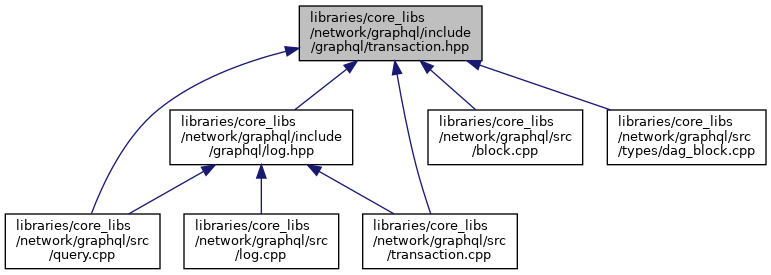 libraries/core_libs
/network/graphql/include
/graphql/transaction.hpp
libraries/core_libs
/network/graphql/include
/graphql/log.hpp
libraries/core_libs
/network/graphql/src
/block.cpp
libraries/core_libs
/network/graphql/src
/types/dag_block.cpp
libraries/core_libs
/network/graphql/src
/query.cpp
libraries/core_libs
/network/graphql/src
/log.cpp
libraries/core_libs
/network/graphql/src
/transaction.cpp